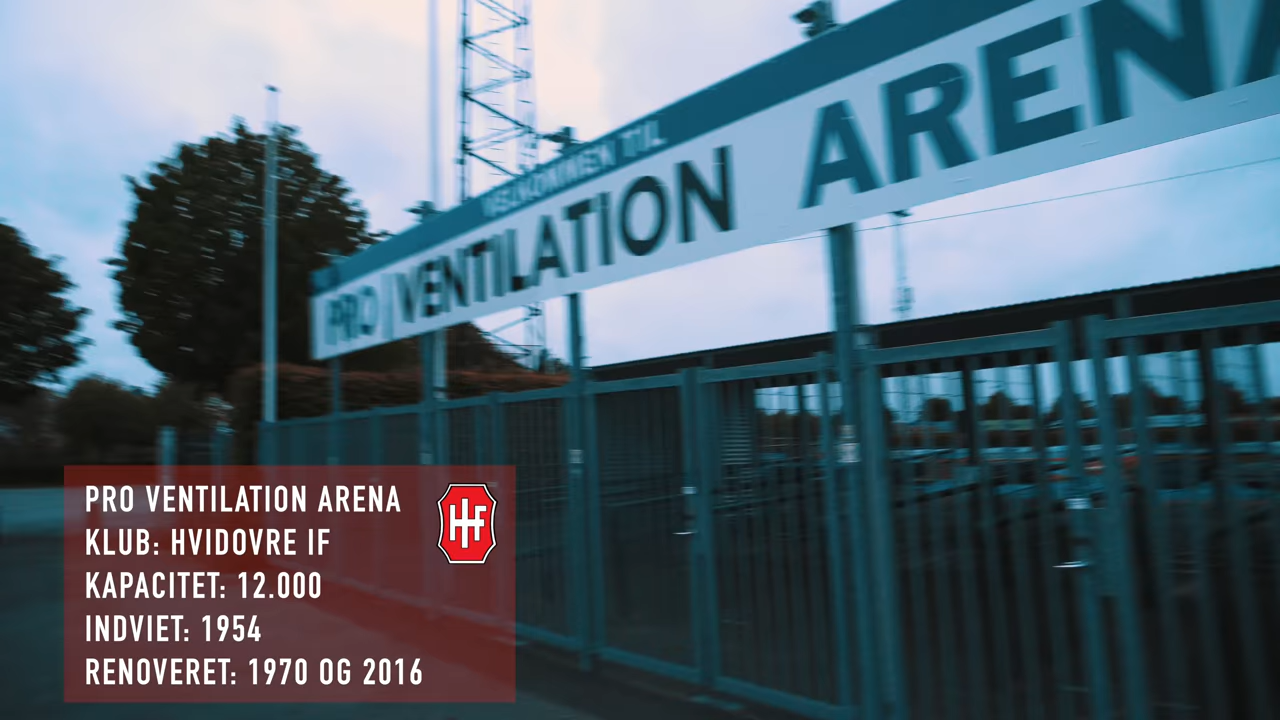 VELKOMMEN TIL
PRO VENTILATION ARENA
PRO VENTILATION ARENA
KLUB: HVIDOVRE IF
KAPACITET: 12.000
INDVIET: 1954
RENOVERET: 1970 OG 2016
HIF